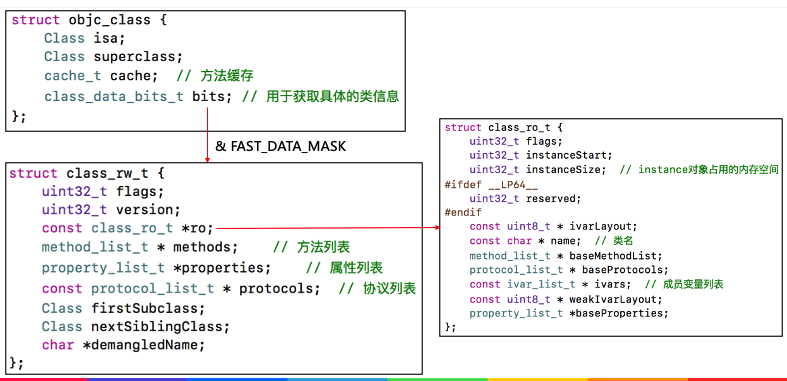 struct objc_class {
Class isa;
Class superclass;
cache_t cache;  // 方法缓存
class_data_bits_t bits; // 用于获取具体的类信息
};
& FAST_DATA_MASK
struct class_rw_t {
uint32_t flags;
uint32_t version;
const class_ro_t *ro;
method_list_t * methods;    // 方法列表
property_list_t *properties;    // 属性列表
const protocol_list_t * protocols;  // 协议列表
Class firstSubclass;
Class nextSiblingClass;
char *demangledName;
};
struct class_ro_t {
uint32_t flags;
uint32_t instanceStart;
uint32_t instanceSize;  // instance对象占用的内存空间
#ifdef __LP64__
uint32_t reserved;
#endif
const uint8_t * ivarLayout;
const char * name;  // 类名
method_list_t * baseMethodList;
protocol_list_t * baseProtocols;
const ivar_list_t * ivars;  // 成员变量列表
const uint8_t * weakIvarLayout;
property_list_t *baseProperties;
};